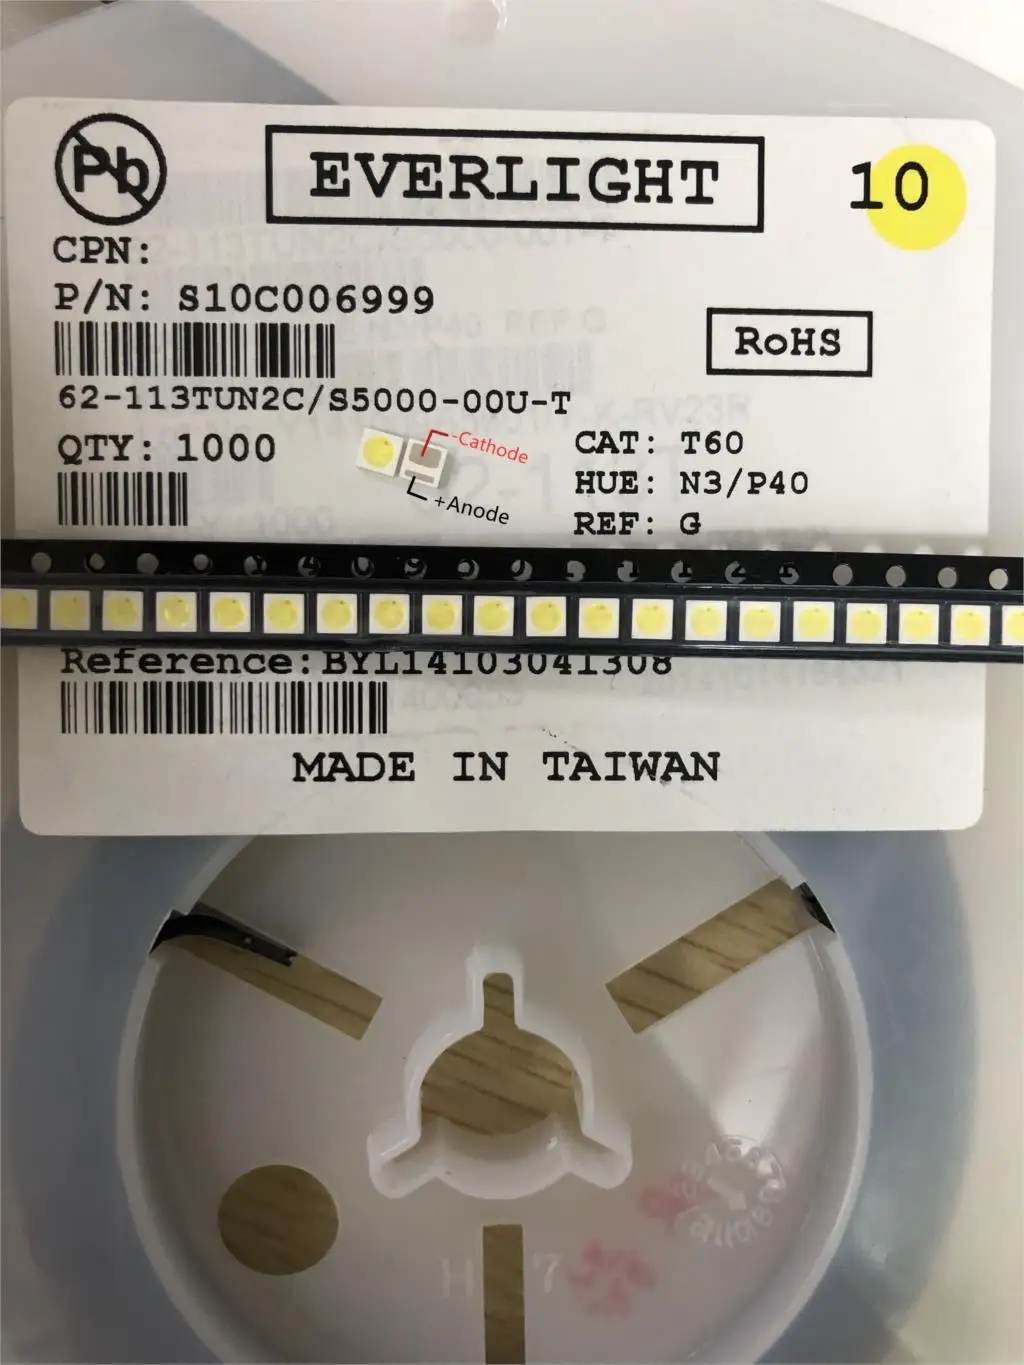 Pb
EVERLIGHT
10
CPN:
P/N: S10C006999
RoHS
62-113TUN2C/S5000-00U-T
QTY: 1000
-Cathode
+Anode
CAT: T60
HUE: N3/P40
REF: G
Reference:BYL14103041308
MADE IN TAIWAN
H 7